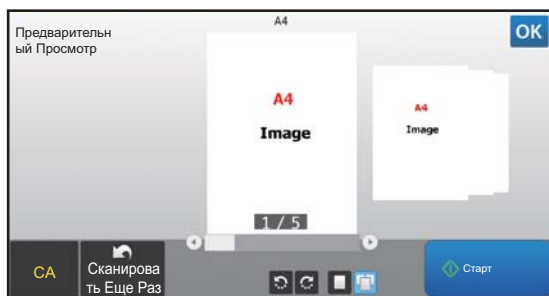 Предварительн
ый Просмотр
A4
OK
A4
Image
A4
Image
1 / 5
CA
Сканирова
ть Еще Раз
Старт